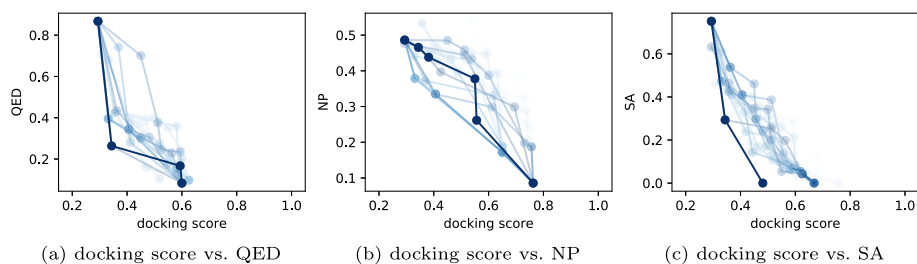 0.8
0.6
0.4
0.2
QED
0.2 0.4 0.6 0.8 1.0
docking score
(a) docking score vs. QED
0.5
0.4
0.3
0.2
0.1
NP
0.2 0.4 0.6 0.8 1.0
docking score
(b) docking score vs. NP
0.6
0.4
0.2
0.0
SA
0.2 0.4 0.6 0.8 1.0
docking score
(c) docking score vs. SA